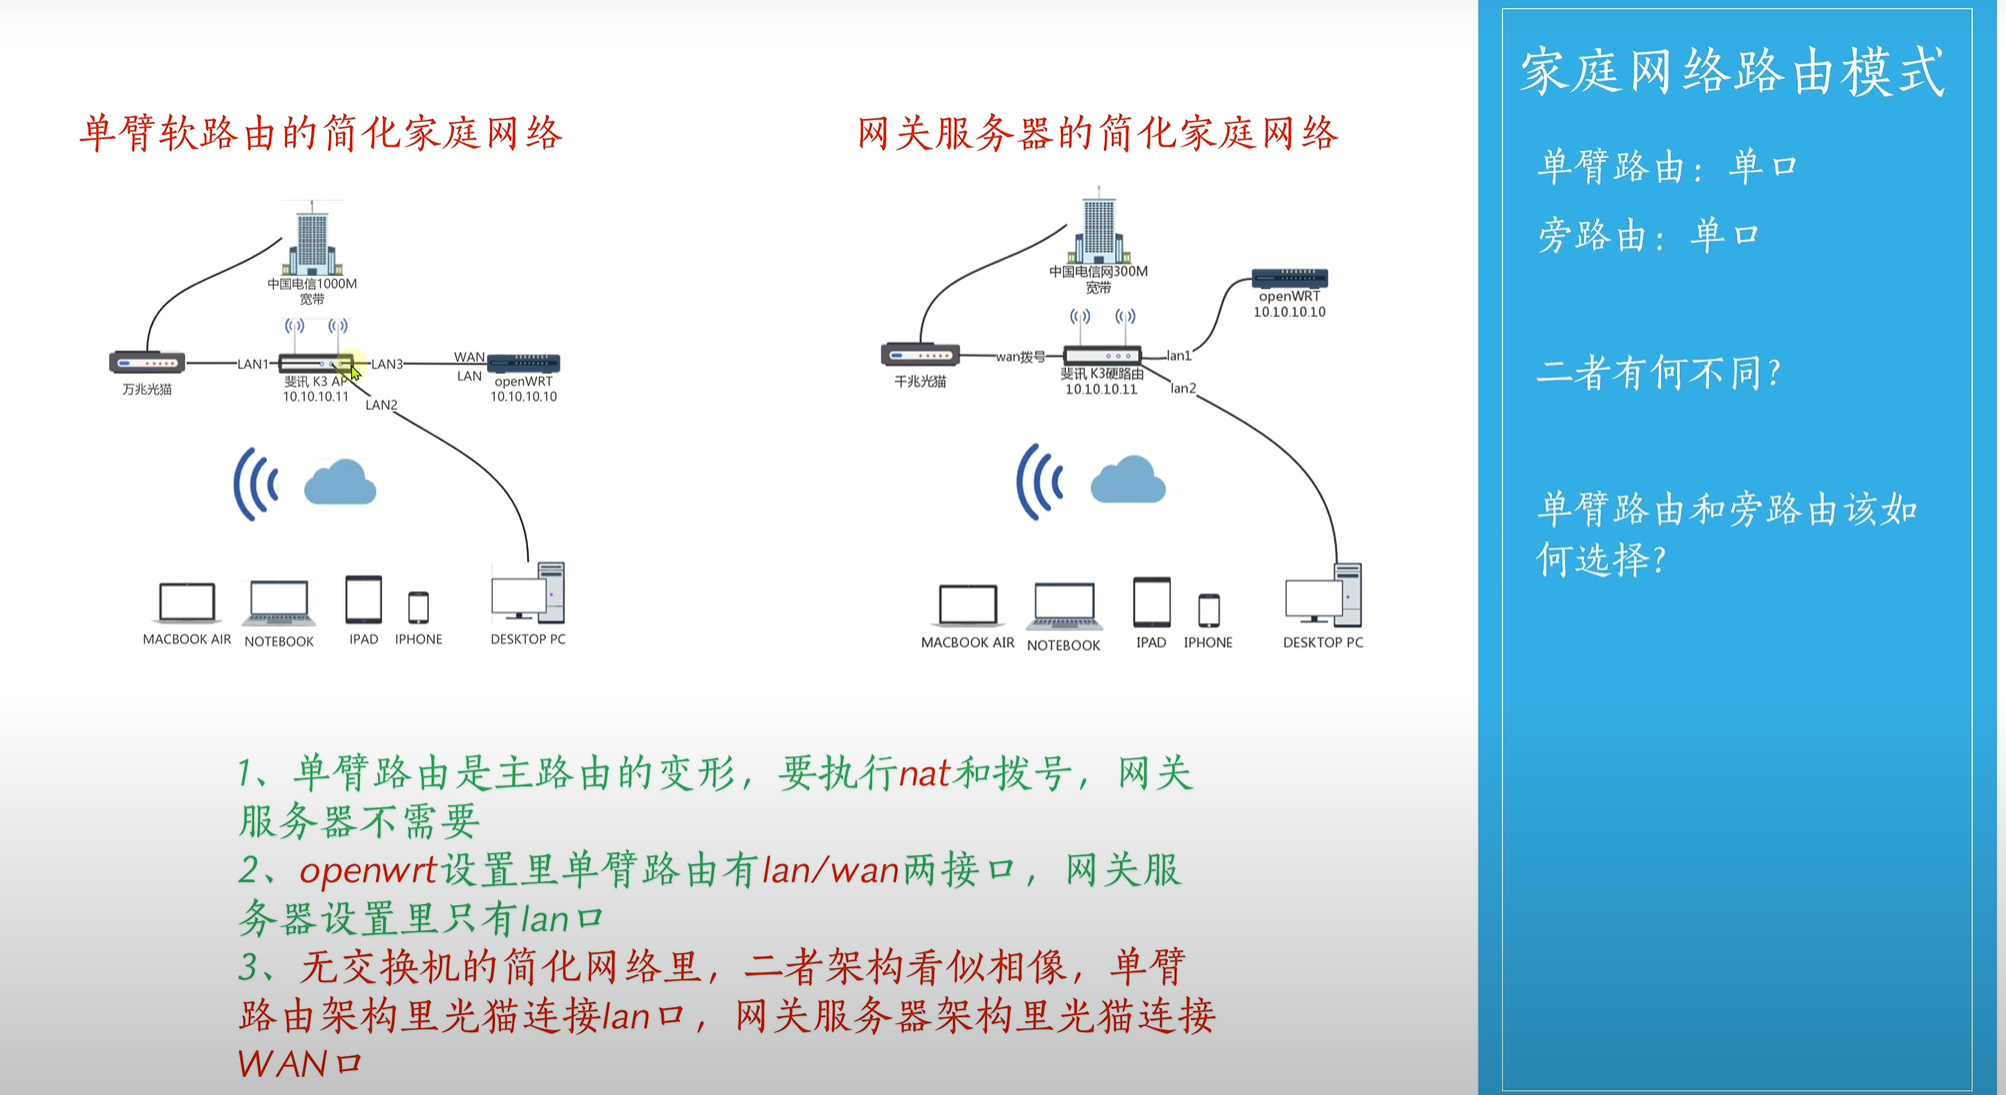 家庭网络路由模式
单臂路由：单口
旁路由：单口
二者有何不同？
单臂路由和旁路由该如
何选择？
单臂软路由的简化家庭网络
中国电信1000M
宽带
万兆光猫
LAN1
斐讯 K3 AP
10.10.10.11
LAN3
LAN2
WAN
LAN
openWRT
10.10.10.10
MACBOOK AIR
NOTEBOOK
IPAD
IPHONE
DESKTOP PC
网关服务器的简化家庭网络
中国电信网300M
宽带
千兆光猫
wan拨号
斐讯 K3硬路由
10.10.10.11
lan1
lan2
openWRT
10.10.10.10
MACBOOK AIR
NOTEBOOK
IPAD
IPHONE
DESKTOP PC
1、单臂路由是主路由的变形，要执行nat和拨号，网关
服务器不需要
2、openwrt设置里单臂路由有lan/wan两接口，网关服
务器设置里只有lan口
3、无交换机的简化网络里，二者架构看似相像，单臂
路由架构里光猫连接lan口，网关服务器架构里光猫连接
WAN口